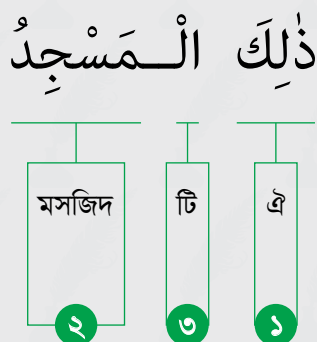 ذٰلِكَ الْـمَسْجِدُ
মসজিদ টি ঐ
২ ৩ ১